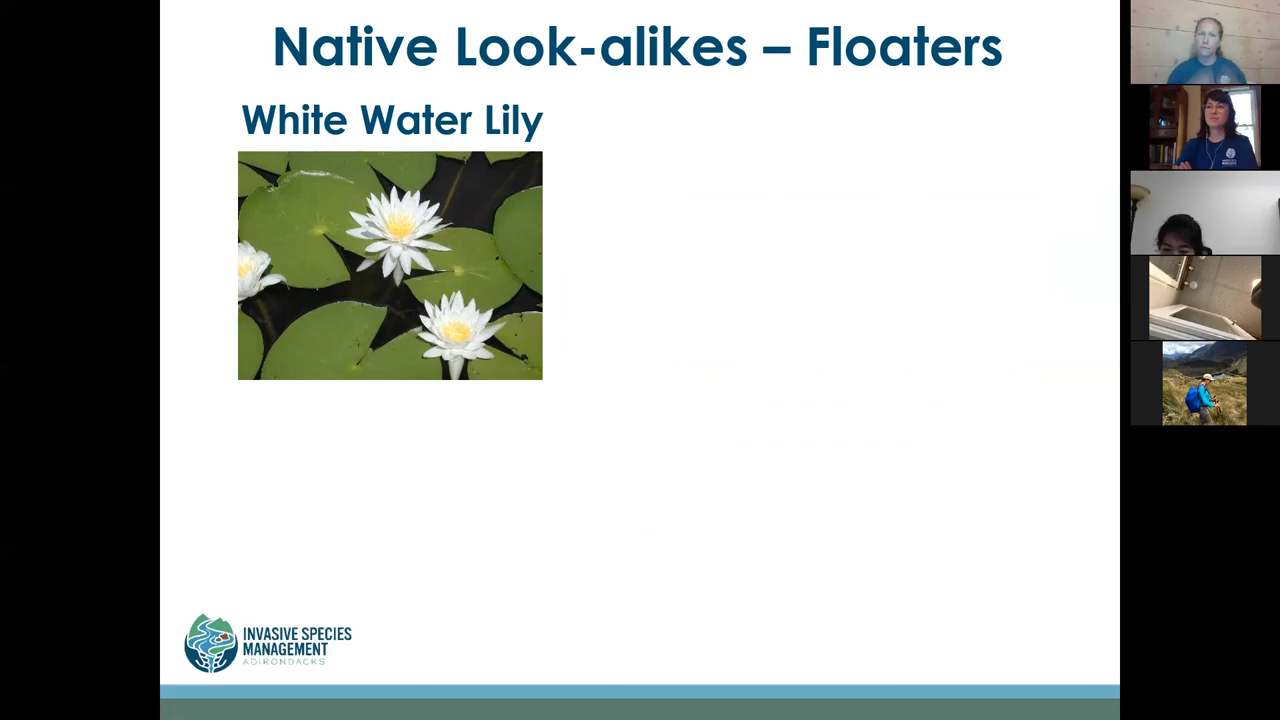 Native Look-alikes – Floaters
White Water Lily
INVASIVE SPECIES
MANAGEMENT
ADIRONDACKS